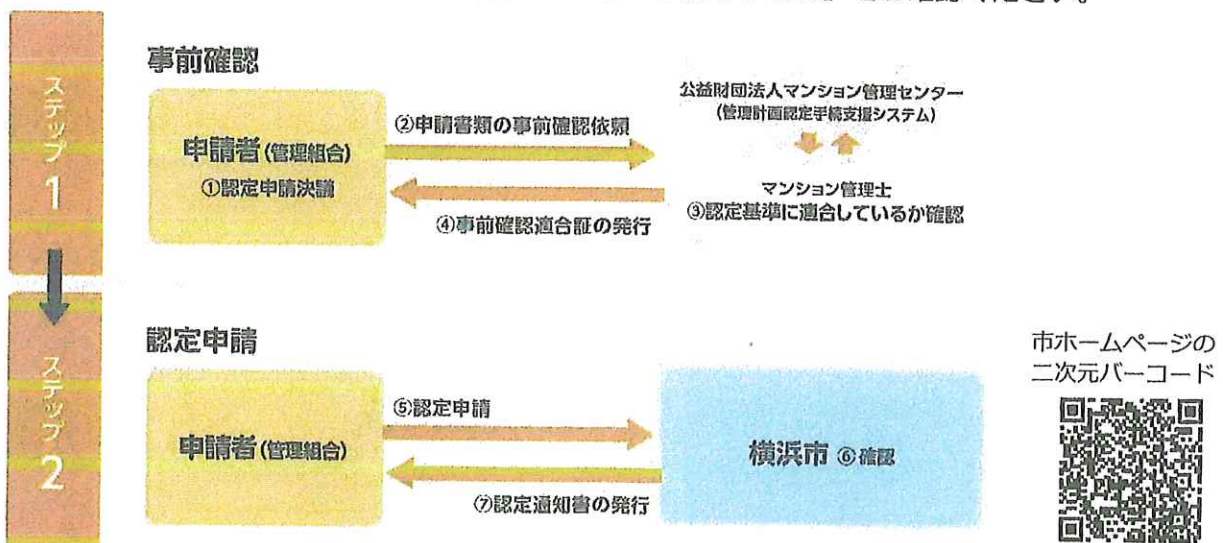 確認ください。
ステップ 1
事前確認
申請者(管理組合)
①認定申請決議
②申請書類の事前確認依頼
④事前確認適合証の発行
公益財団法人マンション管理センター
(管理計画認定手続支援システム)
マンション管理士
③認定基準に適合しているか確認
ステップ 2
認定申請
申請者(管理組合)
⑤認定申請
⑦認定通知書の発行
横浜市 ⑥確認
市ホームページの
二次元バーコード